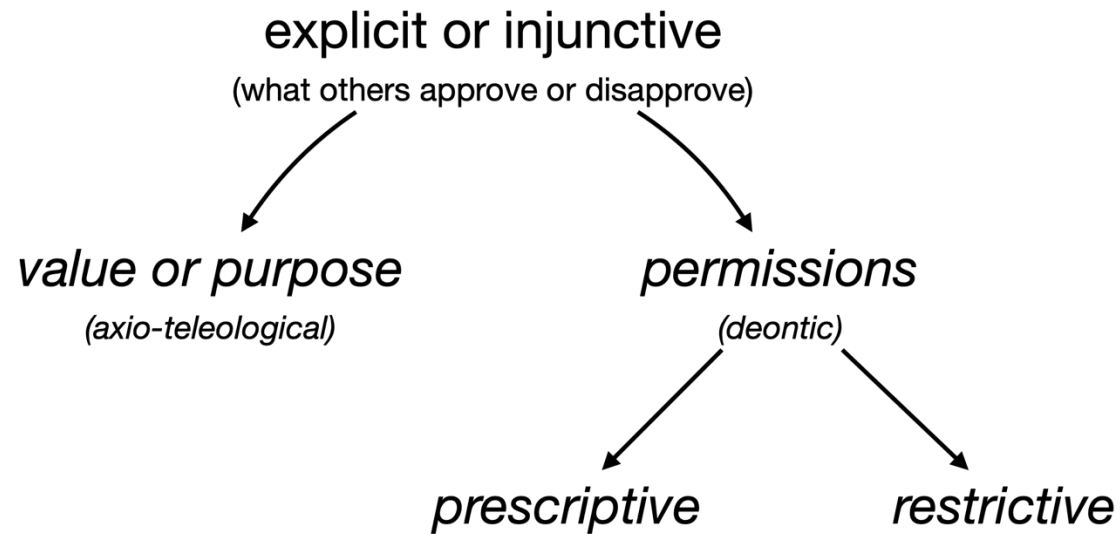 explicit or injunctive
(what others approve or disapprove)
value or purpose
(axio-teleological)
permissions
(deontic)
prescriptive
restrictive